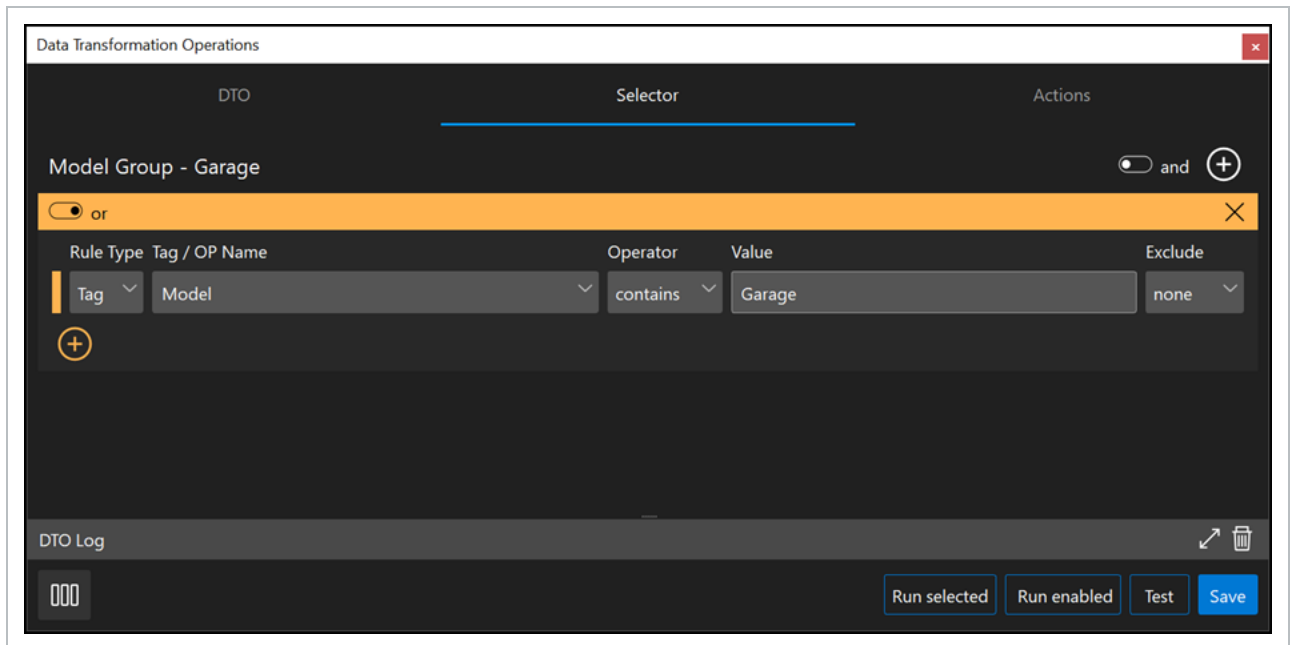 Data Transformation Operations
DTO Selector Actions
Model Group - Garage and
or
Rule Type Tag / OP Name Operator Value Exclude
Tag Model contains Garage none
DTO Log
Run selected Run enabled Test Save